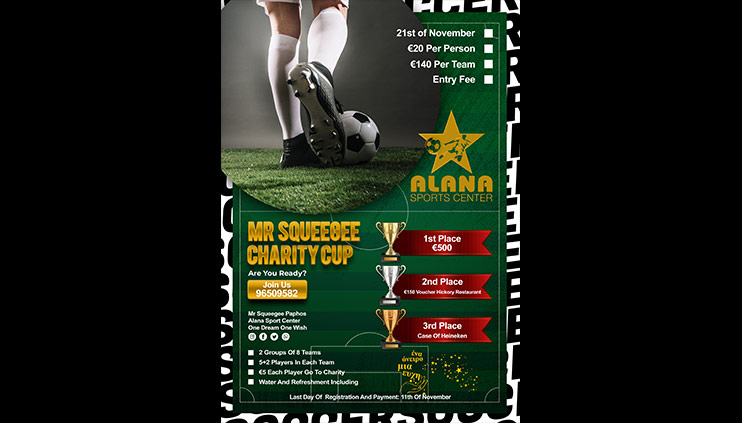 21st of November
€20 Per Person
€140 Per Team
Entry Fee
ALANA
SPORTS CENTER
MR SQUEEGEE
CHARITY CUP
Are You Ready?
Join Us
96509582
Mr Squeegee Paphos
Alana Sport Center
One Dream One Wish
1st Place
€500
2nd Place
€150 Voucher Hickory Restaurant
3rd Place
Case Of Heineken
2 Groups Of 8 Teams
5+2 Players In Each Team
€5 Each Player Go To Charity
Water And Refreshment Including
ένα
όνειρο
μια
ευχή
Last Day Of Registration And Payment: 11th Of November